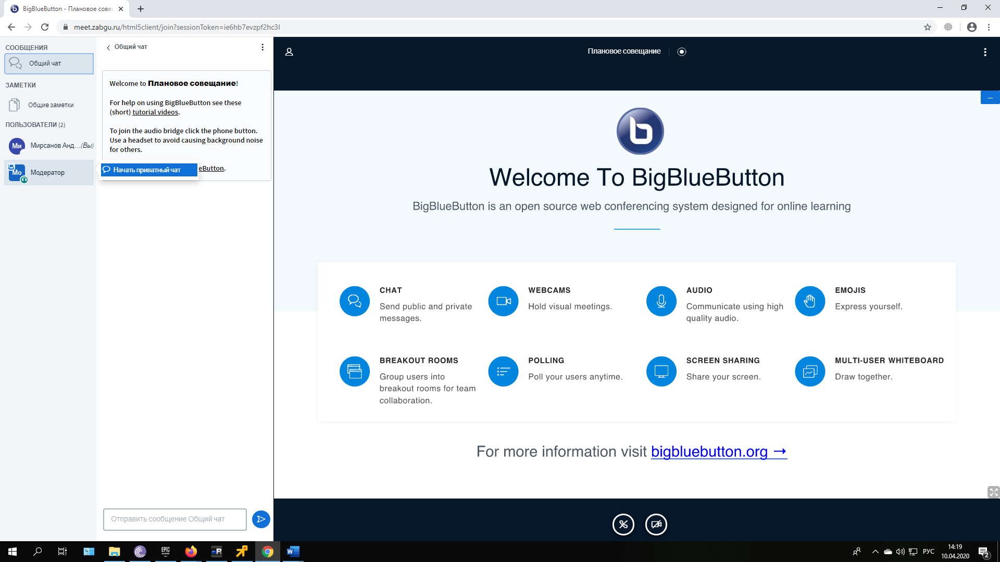 BigBlueButton - Плановое совещ
meet.zabgu.ru/html5client/join?sessionToken=ie6hb7evzpf2hc3l
СООБЩЕНИЯ
Общий чат
ЗАМЕТКИ
Общие заметки
ПОЛЬЗОВАТЕЛИ (2)
Ми
Мирсанов Анд...(Вы)
Мо
Модератор
Общий чат
Welcome to Плановое совещание!
For help on using BigBlueButton see these
(short) tutorial videos.
To join the audio bridge click the phone button.
Use a headset to avoid causing background noise
for others.
Начать приватный чат
eButton.
Отправить сообщение Общий чат
Плановое совещание
Welcome To BigBlueButton
BigBlueButton is an open source web conferencing system designed for online learning
CHAT
Send public and private
messages.
WEBCAMS
Hold visual meetings.
AUDIO
Communicate using high
quality audio.
EMOJIS
Express yourself.
BREAKOUT ROOMS
Group users into
breakout rooms for team
collaboration.
POLLING
Poll your users anytime.
SCREEN SHARING
Share your screen.
MULTI-USER WHITEBOARD
Draw together.
For more information visit bigbluebutton.org →
EPIC
GAMES
mR
W
РУС
14:19
10.04.2020
2